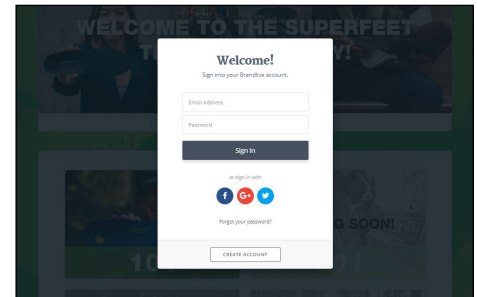 WELCOME TO THE SUPERFEET
Welcome!
Sign into your Brandlive account.
Email Address
Password
Sign In
or sign in with
f G+
Forgot your password?
G SOON!
CREATE ACCOUNT